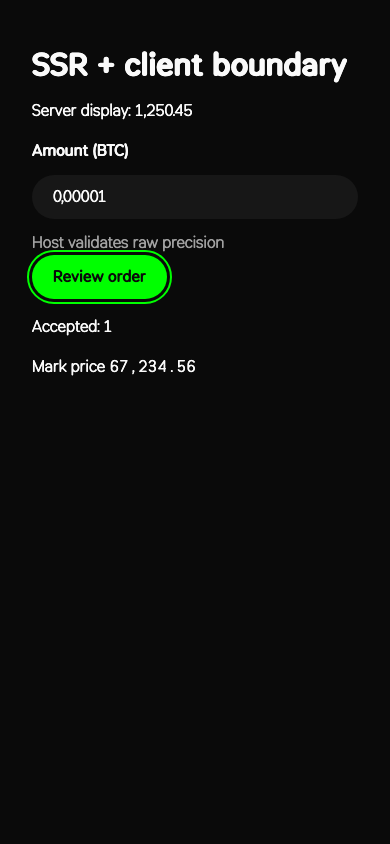 SSR + client boundary
Server display: 1,250.45
Amount (BTC)
0,00001
Host validates raw precision
Review order
Accepted: 1
Mark price 67,234.56